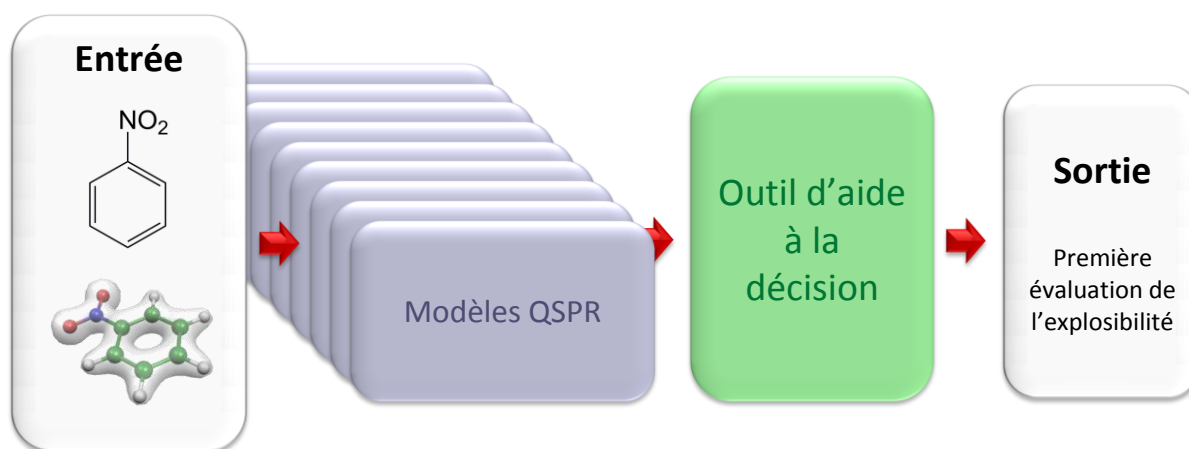 Entrée
NO₂
Modèles QSPR
Outil d’aide
à la
décision
Sortie
Première
évaluation de
l’explosibilité